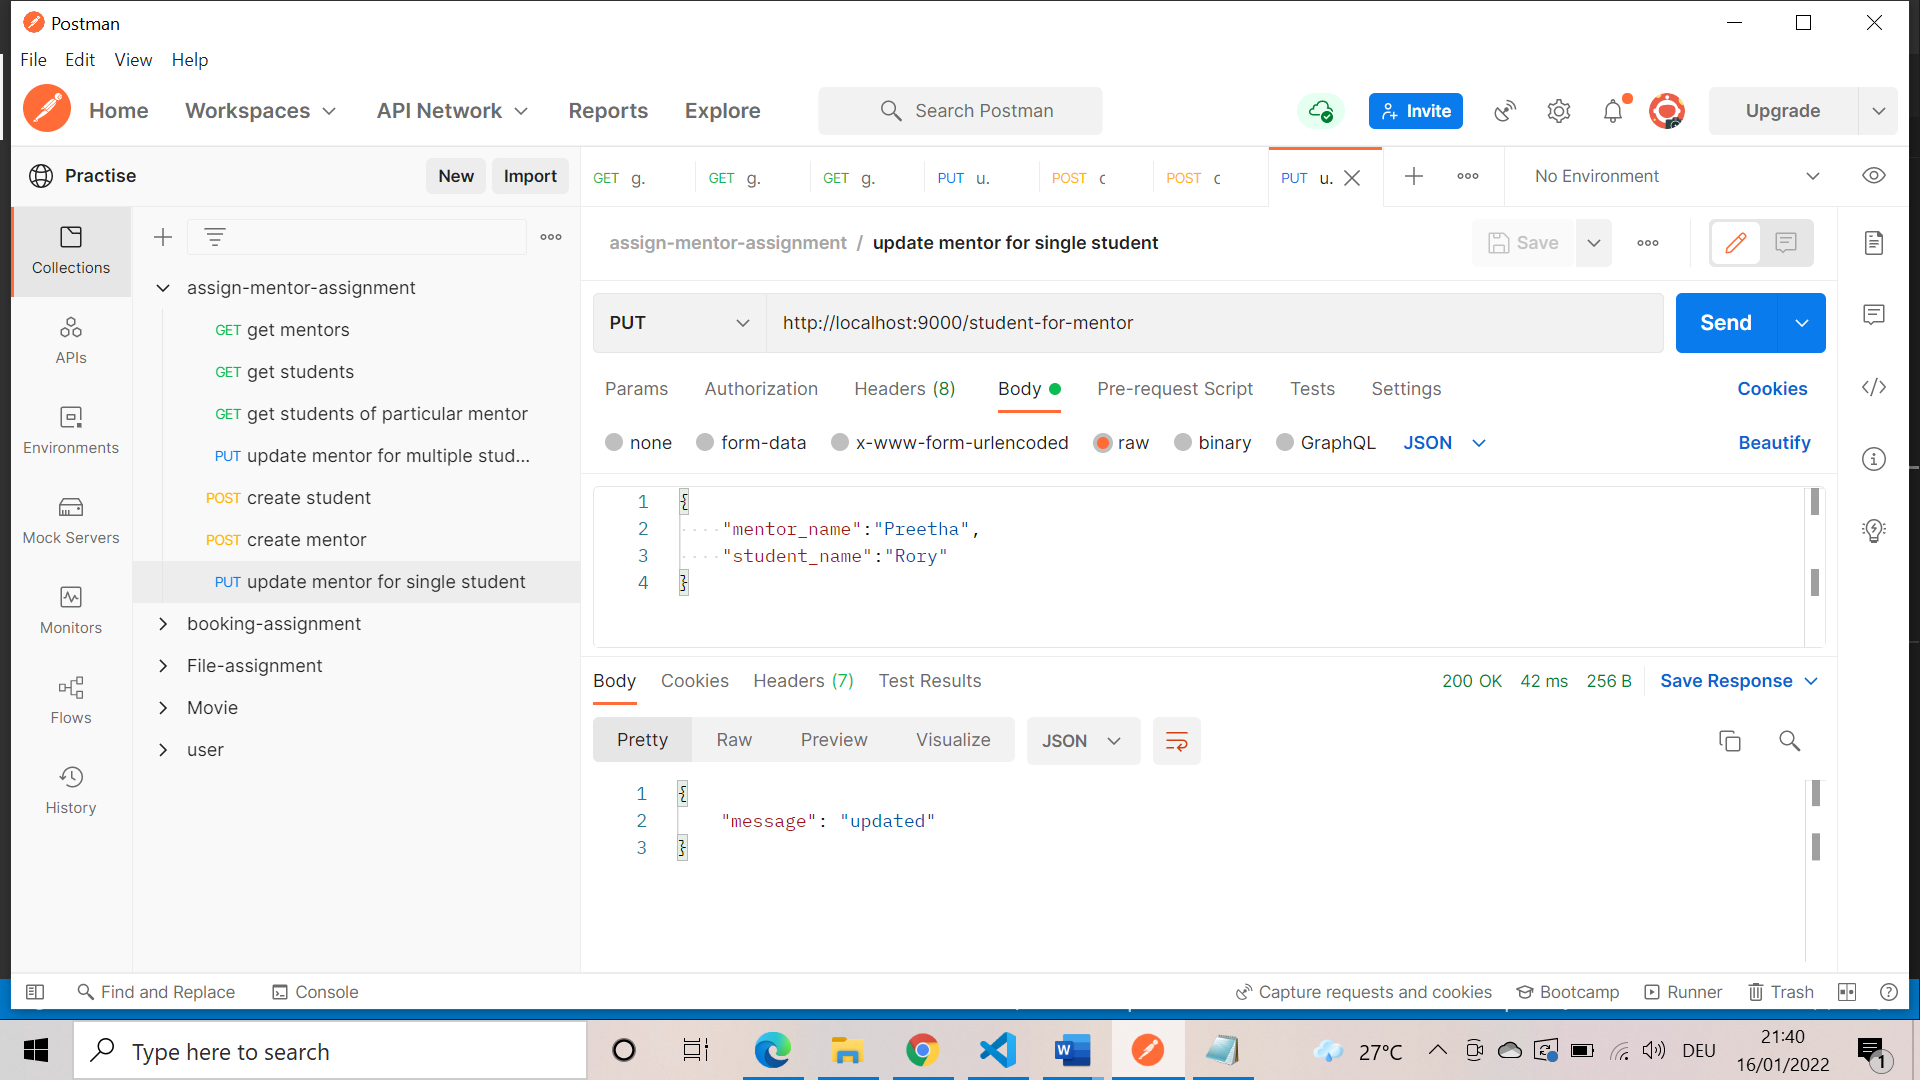 Postman
File Edit View Help
Home Workspaces API Network Reports Explore Search Postman Invite Upgrade
Practise New Import
GET g. GET g. GET g. PUT u. POST c POST c PUT u. No Environment
Collections
APIs
Environments
Mock Servers
Monitors
Flows
History
assign-mentor-assignment
GET get mentors
GET get students
GET get students of particular mentor
PUT update mentor for multiple stud...
POST create student
POST create mentor
PUT update mentor for single student
booking-assignment
File-assignment
Movie
user
assign-mentor-assignment / update mentor for single student Save
PUT http://localhost:9000/student-for-mentor Send
Params Authorization Headers (8) Body Pre-request Script Tests Settings Cookies
none form-data x-www-form-urlencoded raw binary GraphQL JSON Beautify
1 {
2 "mentor_name":"Preetha",
3 "student_name":"Rory"
4 }
Body Cookies Headers (7) Test Results 200 OK 42 ms 256 B Save Response
Pretty Raw Preview Visualize JSON
1 {
2 "message": "updated"
3 }
Find and Replace Console Capture requests and cookies Bootcamp Runner Trash
Type here to search 27°C DEU 21:40
16/01/2022 1